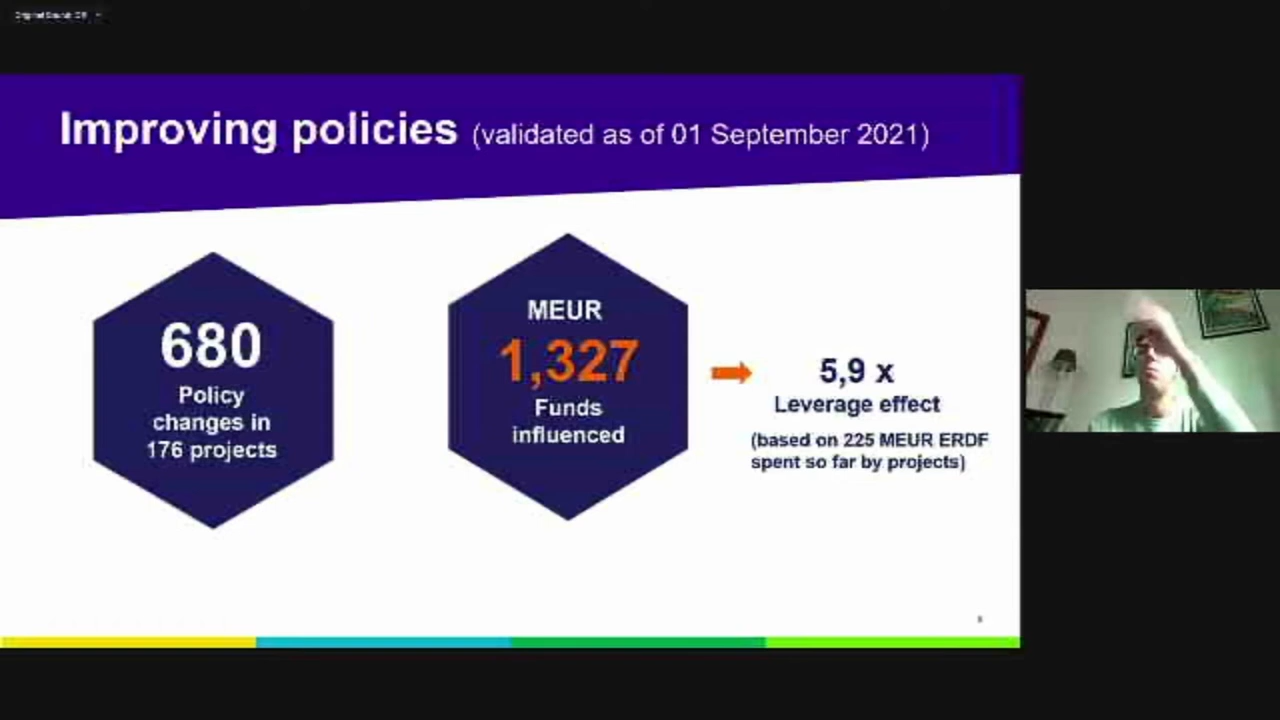 Improving policies (validated as of 01 September 2021)
680
Policy
changes in
176 projects
MEUR
1,327
Funds
influenced
5,9 x
Leverage effect
(based on 225 MEUR ERDF
spent so far by projects)